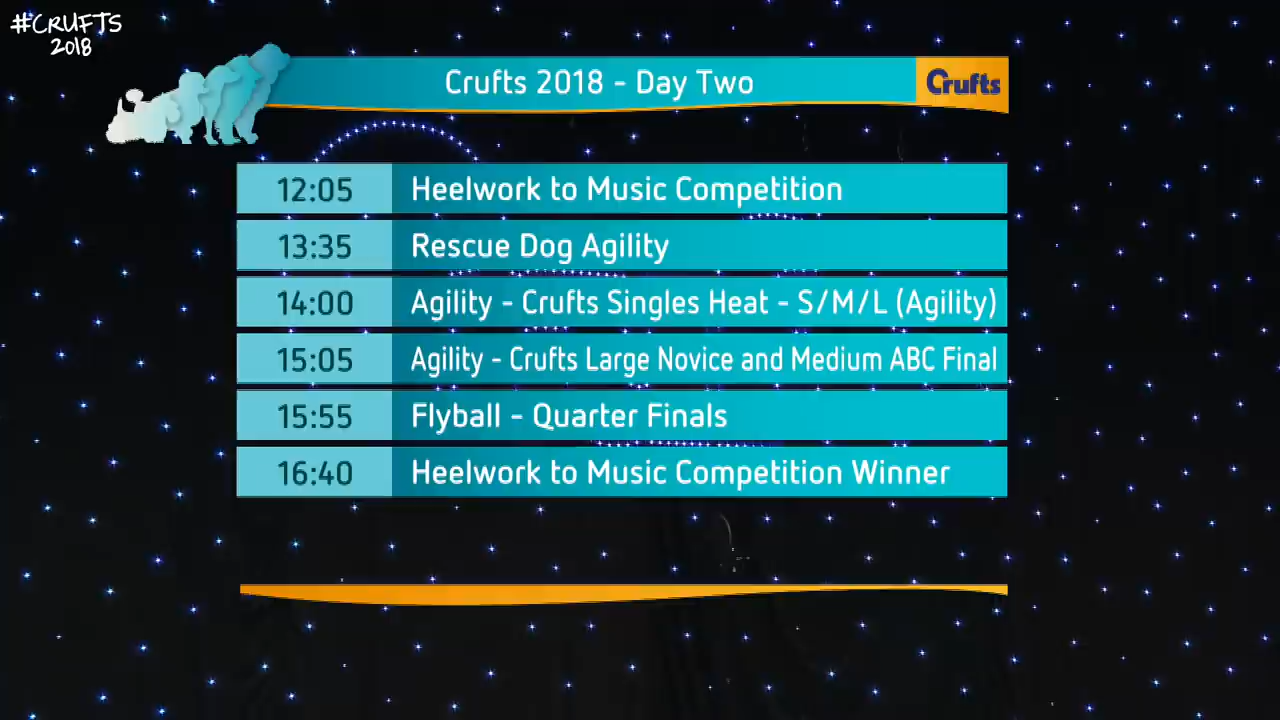 #CRUFTS
2018
Crufts 2018 - Day Two
Crufts
12:05 Heelwork to Music Competition
13:35 Rescue Dog Agility
14:00 Agility - Crufts Singles Heat - S/M/L (Agility)
15:05 Agility - Crufts Large Novice and Medium ABC Final
15:55 Flyball - Quarter Finals
16:40 Heelwork to Music Competition Winner